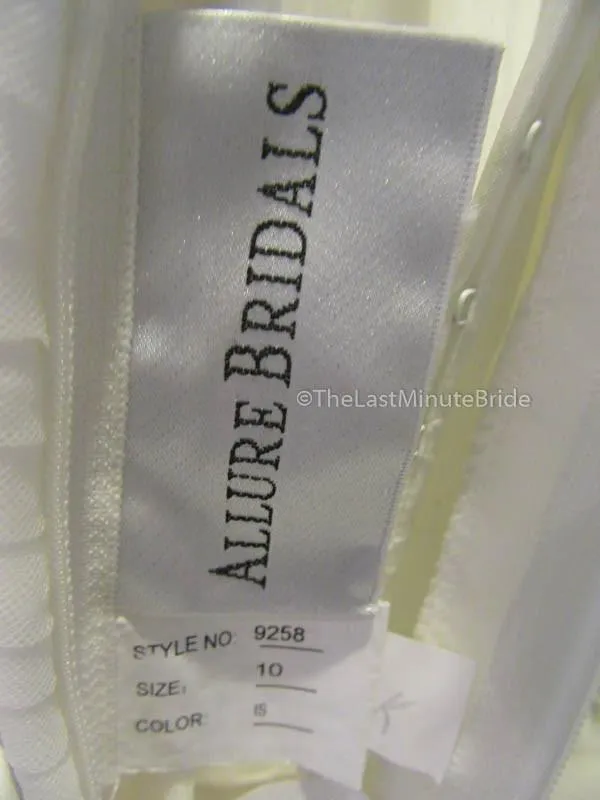 ALLURE BRIDALS
©TheLastMinuteBride
STYLE NO: 9258
SIZE: 10
COLOR: